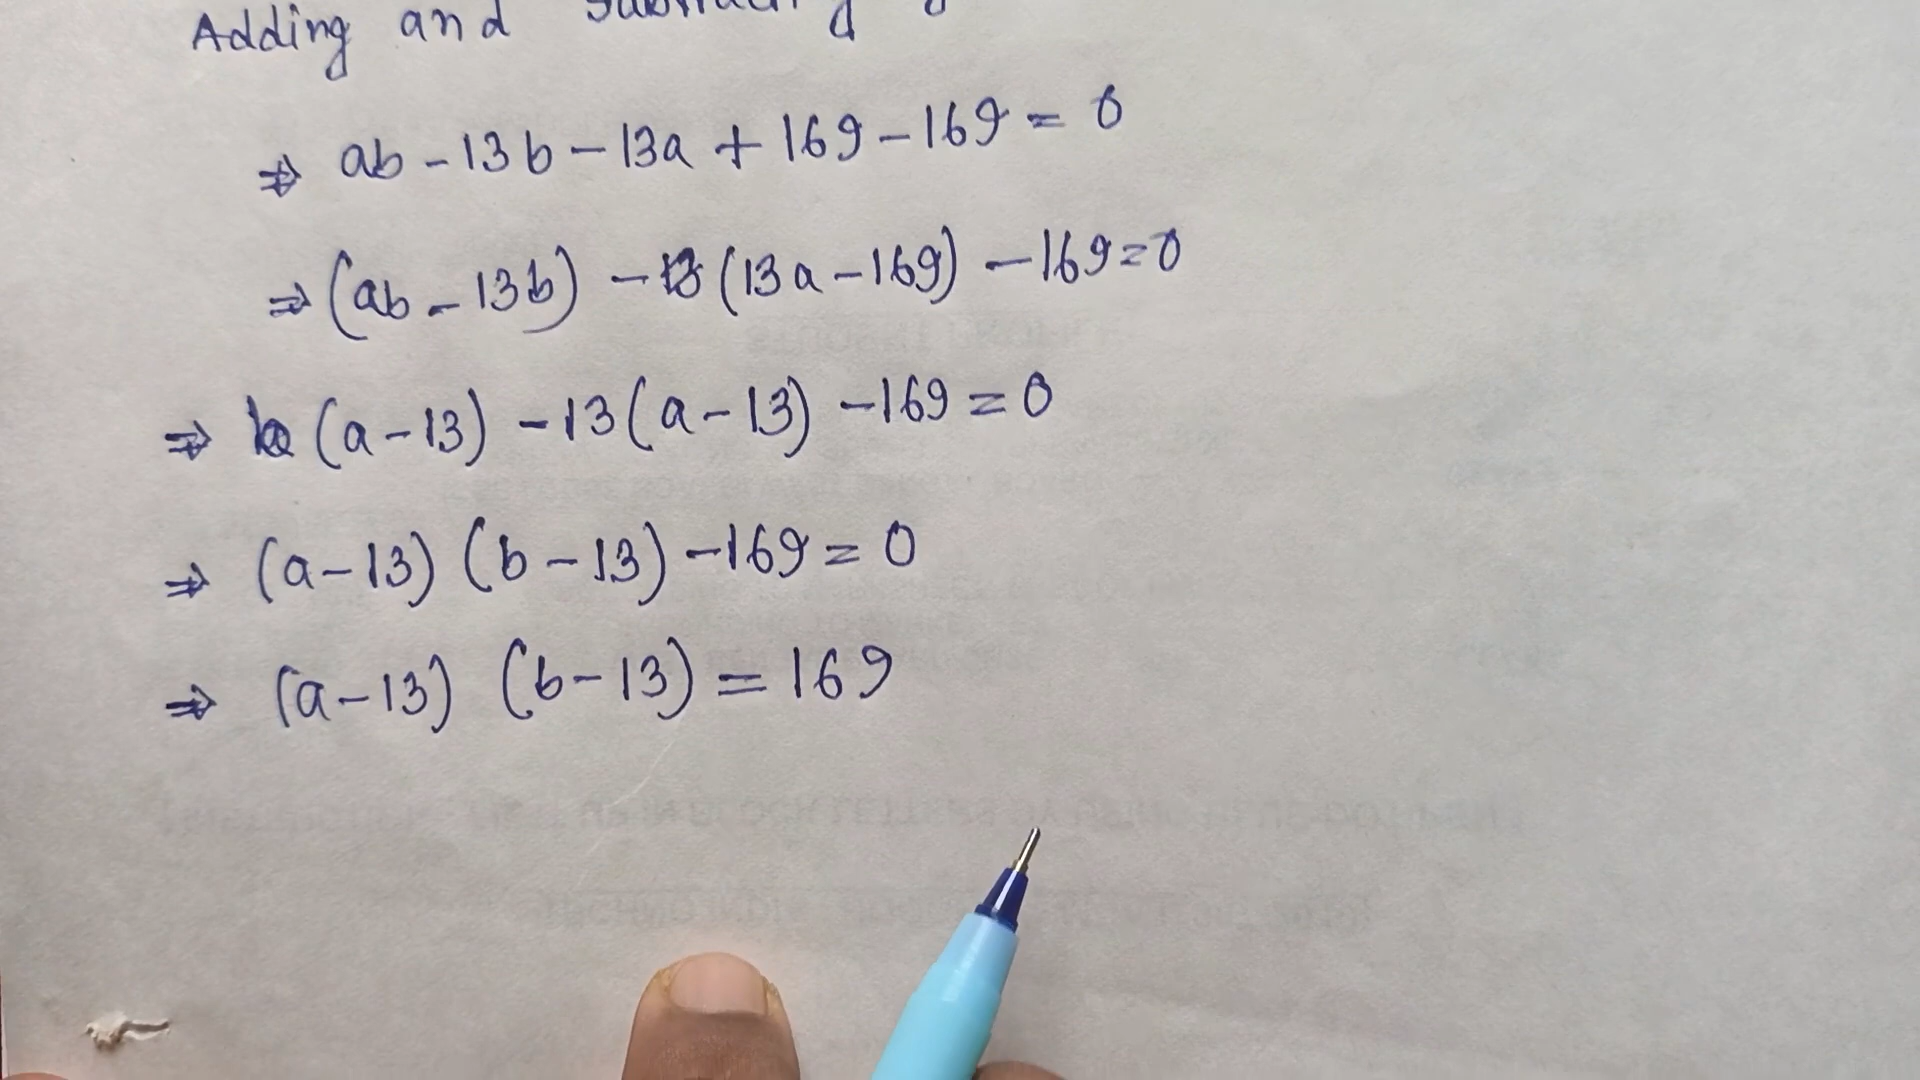 Adding and subtracting
⇒ ab - 13b - 13a + 169 - 169 = 0
⇒ (ab - 13b) - (13a - 169) - 169 = 0
⇒ b (a - 13) - 13 (a - 13) - 169 = 0
⇒ (a - 13) (b - 13) - 169 = 0
⇒ (a - 13) (b - 13) = 169